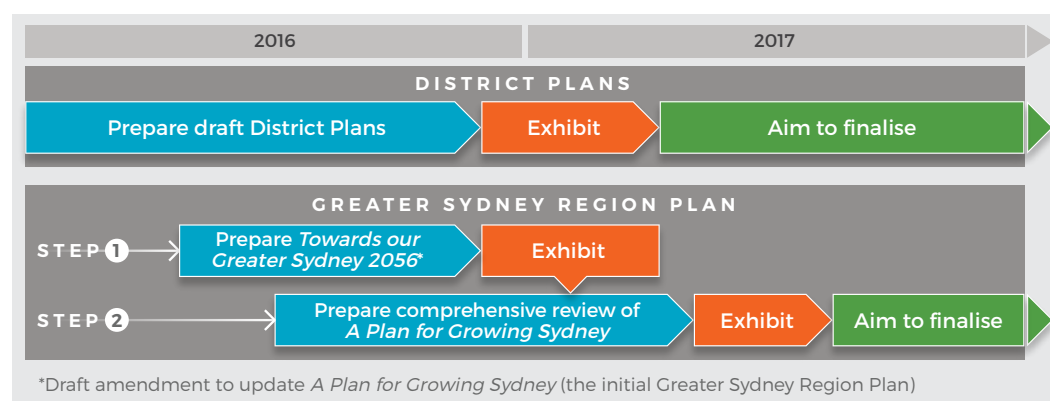 2016
2017
DISTRICT PLANS
Prepare draft District Plans
Exhibit
Aim to finalise
GREATER SYDNEY REGION PLAN
STEP 1
Prepare Towards our
Greater Sydney 2056*
Exhibit
STEP 2
Prepare comprehensive review of
A Plan for Growing Sydney
Exhibit
Aim to finalise
*Draft amendment to update A Plan for Growing Sydney (the initial Greater Sydney Region Plan)